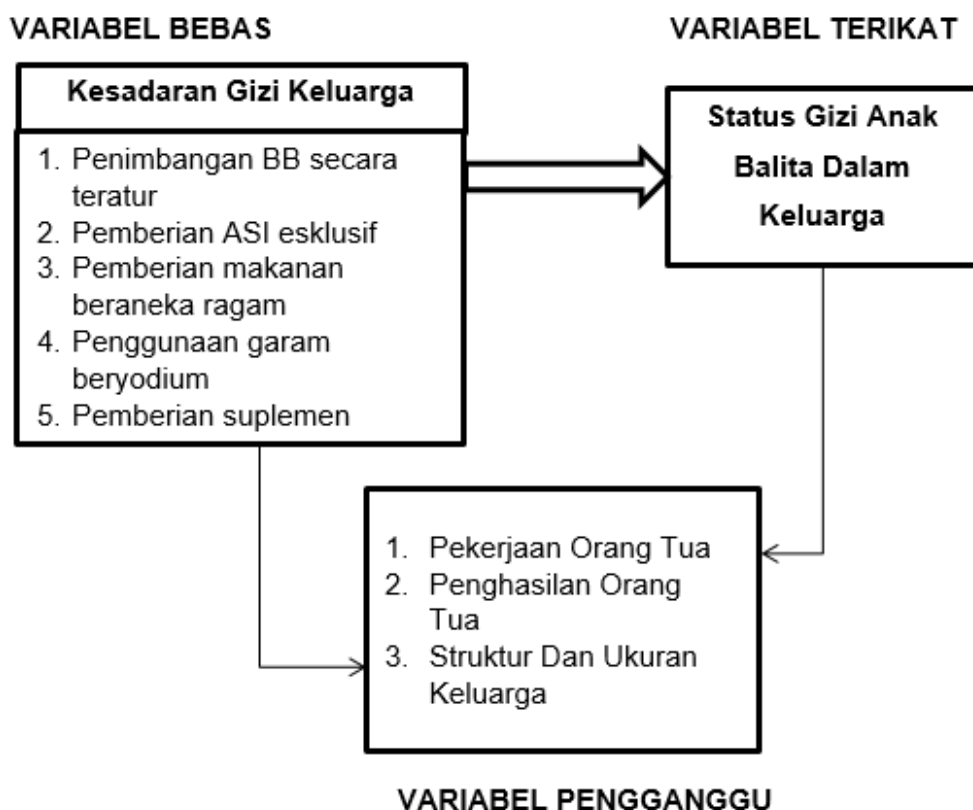 VARIABEL BEBAS
VARIABEL TERIKAT
Kesadaran Gizi Keluarga
1. Penimbangan BB secara
teratur
2. Pemberian ASI esklusif
3. Pemberian makanan
beraneka ragam
4. Penggunaan garam
beryodium
5. Pemberian suplemen
Status Gizi Anak
Balita Dalam
Keluarga
1. Pekerjaan Orang Tua
2. Penghasilan Orang
Tua
3. Struktur Dan Ukuran
Keluarga
VARIABEL PENGGANGGU